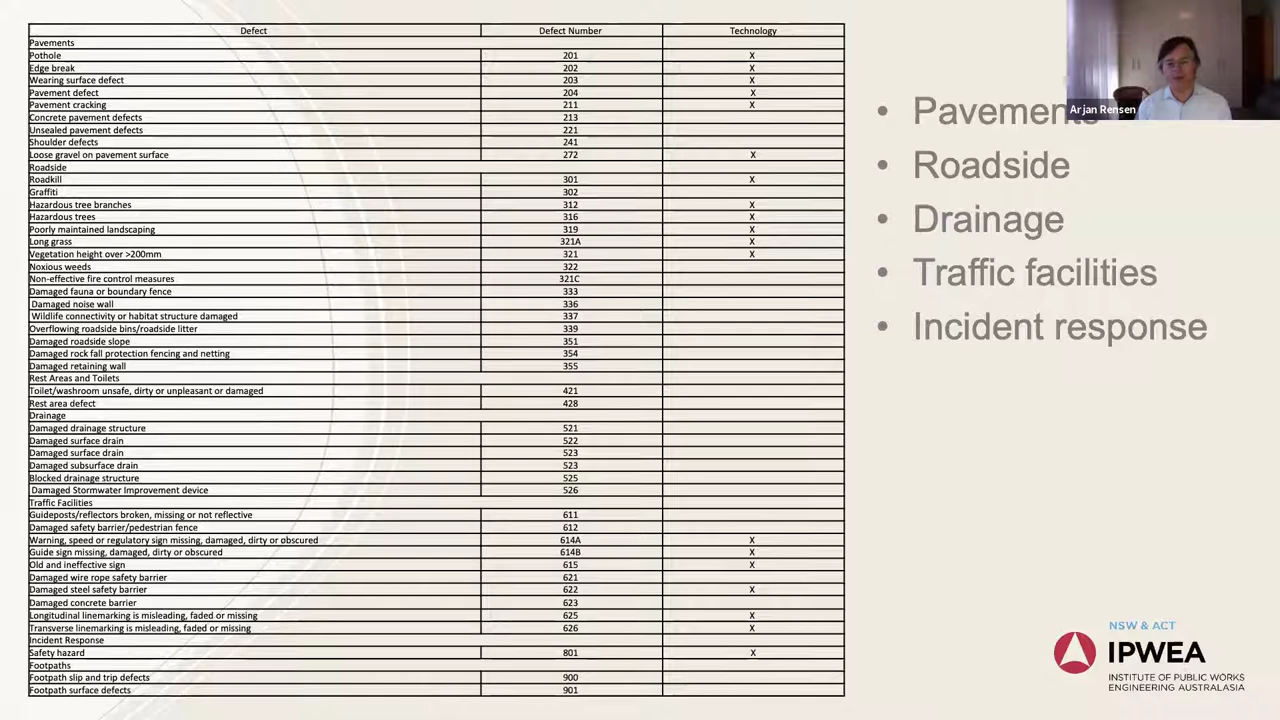 Defect Defect Number Technology
Pavements
Pothole 201 X
Edge break 202 X
Wearing surface defect 203 X
Pavement defect 204 X
Pavement cracking 211 X
Concrete pavement defects 213
Unsealed pavement defects 221
Shoulder defects 241
Loose gravel on pavement surface 272 X
Roadside
Roadkill 301 X
Graffiti 302
Hazardous tree branches 312 X
Hazardous trees 316 X
Poorly maintained landscaping 319 X
Long grass 321A X
Vegetation height over >200mm 321 X
Noxious weeds 322
Non-effective fire control measures 321C
Damaged fauna or boundary fence 333
Damaged noise wall 336
Wildlife connectivity or habitat structure damaged 337
Overflowing roadside bins/roadside litter 339
Damaged roadside slope 351
Damaged rock fall protection fencing and netting 354
Damaged retaining wall 355
Rest Areas and Toilets
Toilet/washroom unsafe, dirty or unpleasant or damaged 421
Rest area defect 428
Drainage
Damaged drainage structure 521
Damaged surface drain 522
Damaged surface drain 523
Damaged subsurface drain 523
Blocked drainage structure 525
Damaged Stormwater Improvement device 526
Traffic Facilities
Guideposts/reflectors broken, missing or not reflective 611
Damaged safety barrier/pedestrian fence 612
Warning, speed or regulatory sign missing, damaged, dirty or obscured 614A X
Guide sign missing, damaged, dirty or obscured 614B X
Old and ineffective sign 615 X
Damaged wire rope safety barrier 621
Damaged steel safety barrier 622 X
Damaged concrete barrier 623
Longitudinal linemarking is misleading, faded or missing 625 X
Transverse linemarking is misleading, faded or missing 626 X
Incident Response
Safety hazard 801 X
Footpaths
Footpath slip and trip defects 900
Footpath surface defects 901
Arjan Rensen
• Pavements
• Roadside
• Drainage
• Traffic facilities
• Incident response
NSW & ACT
IPWEA
INSTITUTE OF PUBLIC WORKS
ENGINEERING AUSTRALASIA